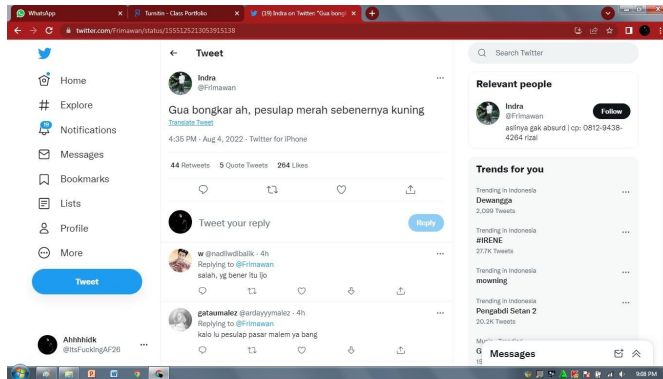 WhatsApp
Turnitin - Class Portfolio
(19) Indra on Twitter: "Gua bongk
twitter.com/Frimawan/status/1555125213053915138
Home
Explore
19
Notifications
Messages
Bookmarks
Lists
Profile
More
Tweet
Ahhhhidk
@ItsFuckingAF26
Tweet
Indra
@Frimawan
Gua bongkar ah, pesulap merah sebenernya kuning
Translate Tweet
4:35 PM · Aug 4, 2022 · Twitter for iPhone
44 Retweets 5 Quote Tweets 264 Likes
Tweet your reply
Reply
w @nadliwdbalik · 4h
Replying to @Frimawan
salah, yg bener itu ijo
gataumalez @ardayyymalez · 4h
Replying to @Frimawan
kalo lu pesulap pasar malem ya bang
Search Twitter
Relevant people
Indra
@Frimawan
Follow
aslinya gak absurd | cp: 0812-9438-
4264 rizal
Trends for you
Trending in Indonesia
Dewangga
2,099 Tweets
Trending in Indonesia
#IRENE
27.7K Tweets
Trending in Indonesia
mowning
Trending in Indonesia
Pengabdi Setan 2
20.2K Tweets
Messages
9:08 PM